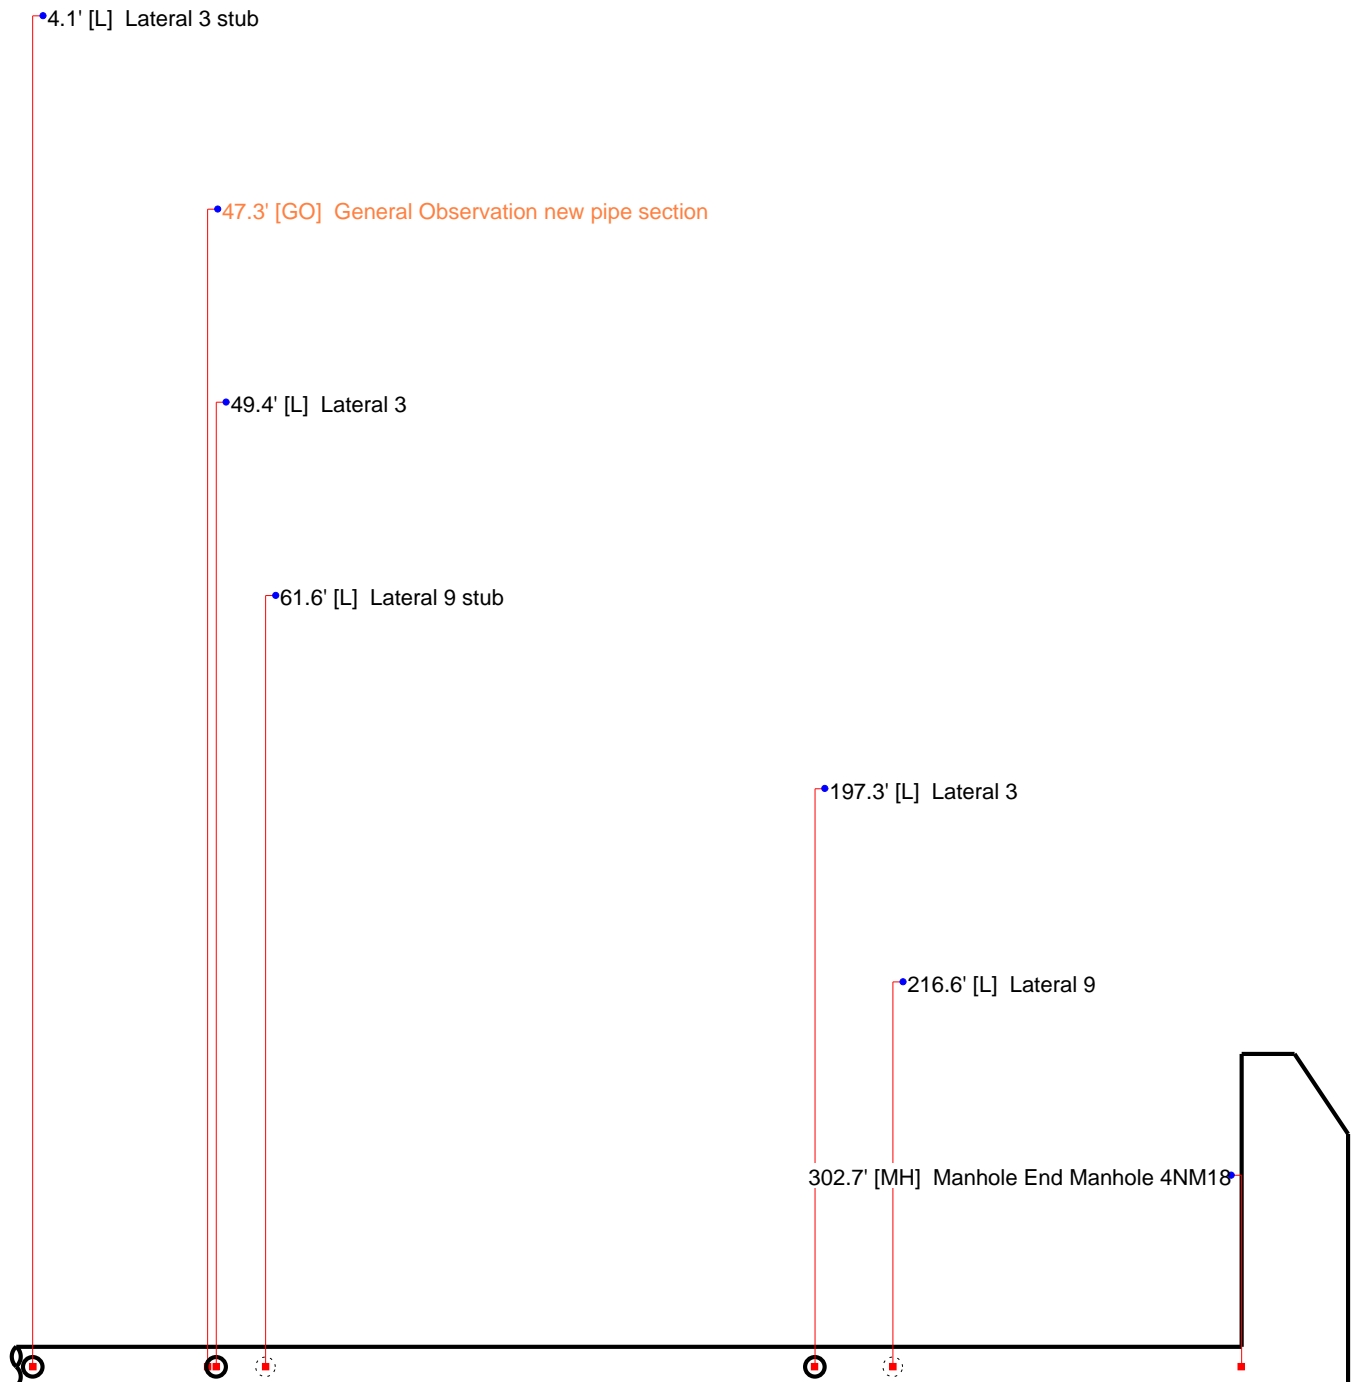 4.1' [L]  Lateral 3 stub
47.3' [GO]  General Observation new pipe section
49.4' [L]  Lateral 3
61.6' [L]  Lateral 9 stub
197.3' [L]  Lateral 3
216.6' [L]  Lateral 9
302.7' [MH]  Manhole End Manhole 4NM18